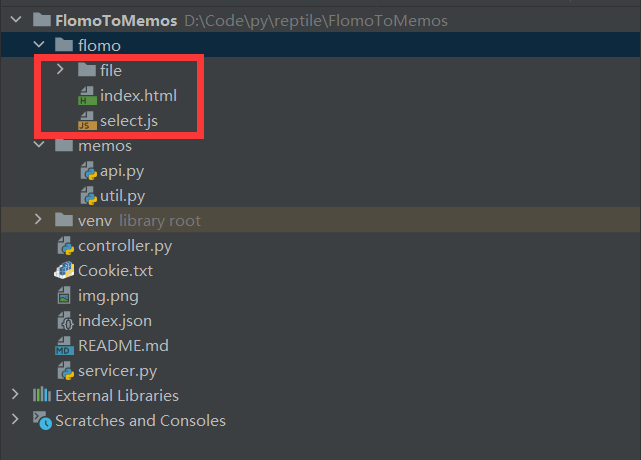 FlomoToMemos D:\Code\py\reptile\FlomoToMemos
flomo
file
index.html
select.js
memos
api.py
util.py
venv library root
controller.py
Cookie.txt
img.png
index.json
README.md
servicer.py
External Libraries
Scratches and Consoles